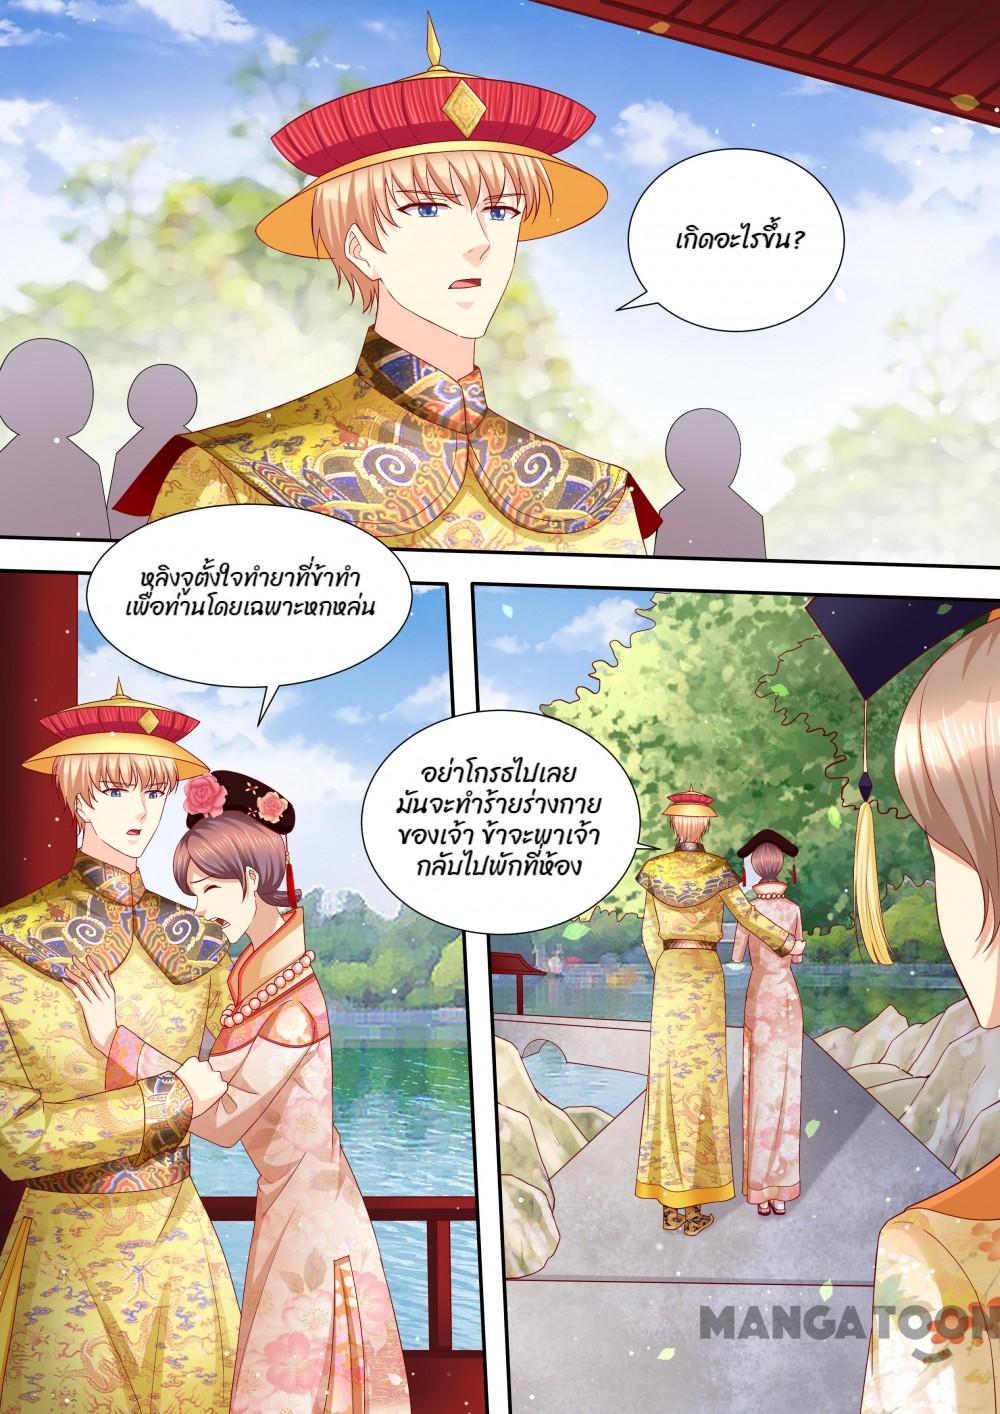 เกิดอะไรขึ้น?
หลิงจูตั้งใจทำยาที่ข้าทำ
เพื่อท่านโดยเฉพาะหกหล่น
อย่าโกรธไปเลย
มันจะทำร้ายร่างกาย
ของเจ้า ข้าจะพาเจ้า
กลับไปพักที่ห้อง
MANGATOON